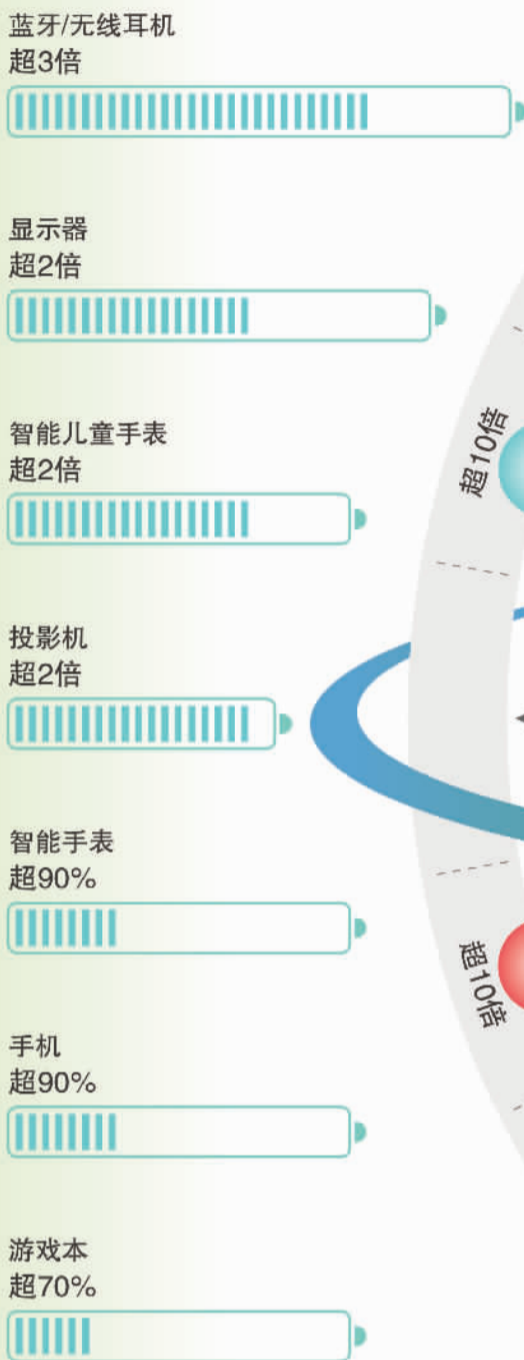 蓝牙/无线耳机
超3倍
显示器
超2倍
智能儿童手表
超2倍
超10倍
投影机
超2倍
智能手表
超90%
超10倍
手机
超90%
游戏本
超70%